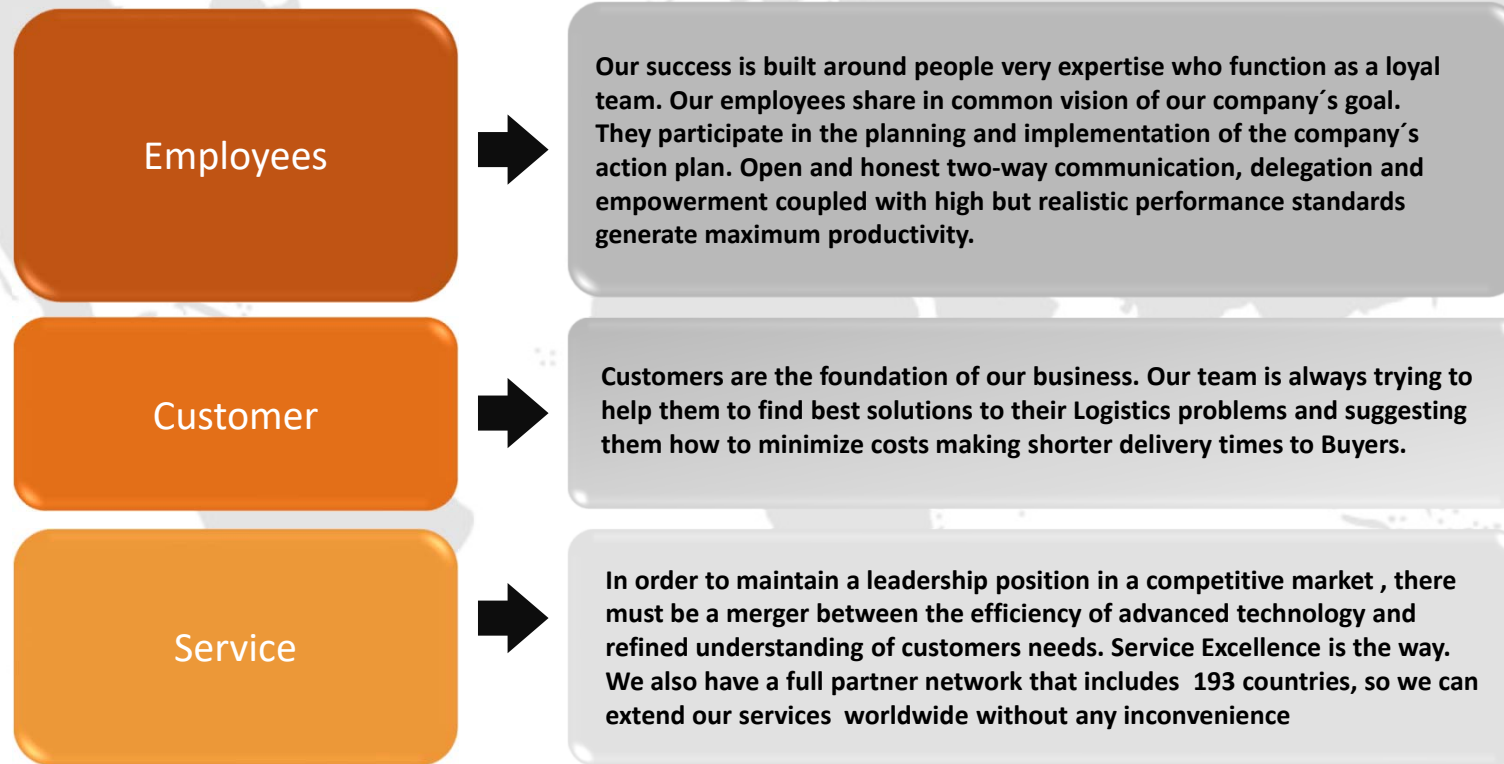 Employees
Our success is built around people very expertise who function as a loyal
team. Our employees share in common vision of our company´s goal.
They participate in the planning and implementation of the company´s
action plan. Open and honest two-way communication, delegation and
empowerment coupled with high but realistic performance standards
generate maximum productivity.
Customer
Customers are the foundation of our business. Our team is always trying to
help them to find best solutions to their Logistics problems and suggesting
them how to minimize costs making shorter delivery times to Buyers.
Service
In order to maintain a leadership position in a competitive market , there
must be a merger between the efficiency of advanced technology and
refined understanding of customers needs. Service Excellence is the way.
We also have a full partner network that includes  193 countries, so we can
extend our services  worldwide without any inconvenience